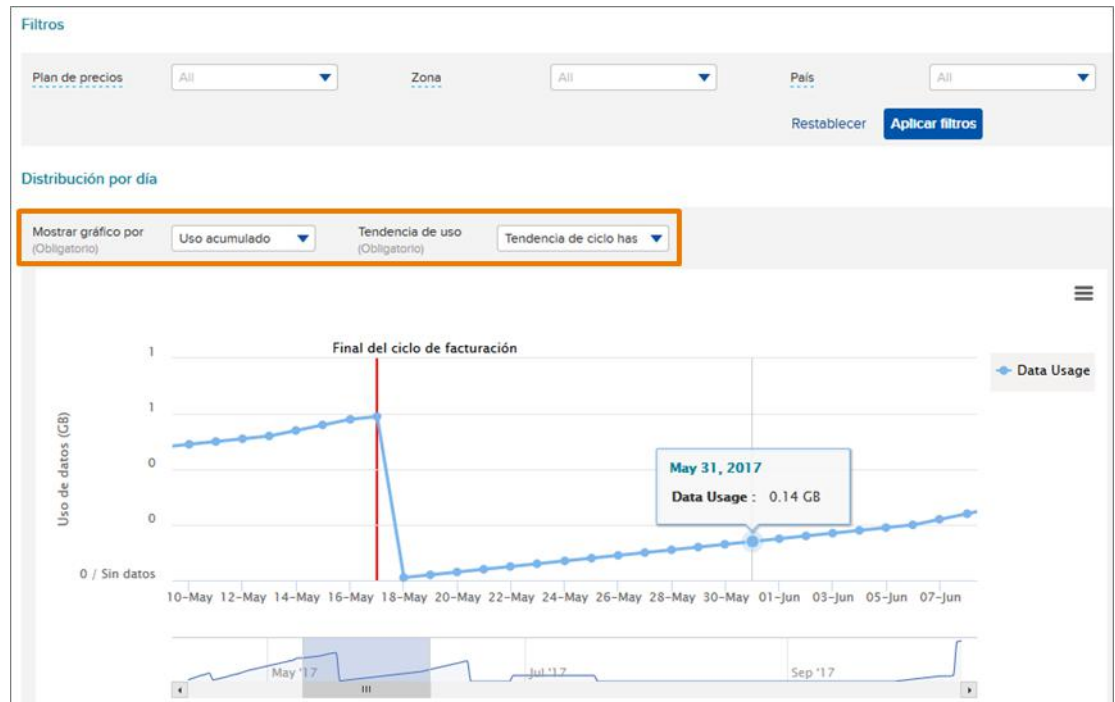 Filtros
Plan de precios All Zona All País All
Restablecer Aplicar filtros
Distribución por día
Mostrar gráfico por Uso acumulado Tendencia de uso Tendencia de ciclo has
(Obligatorio) (Obligatorio)
Final del ciclo de facturación
1
Data Usage
1
Uso de datos (GB)
0
May 31, 2017
Data Usage : 0.14 GB
0
0 / Sin datos
10-May 12-May 14-May 16-May 18-May 20-May 22-May 24-May 26-May 28-May 30-May 01-Jun 03-Jun 05-Jun 07-Jun
May '17 Jul '17 Sep '17